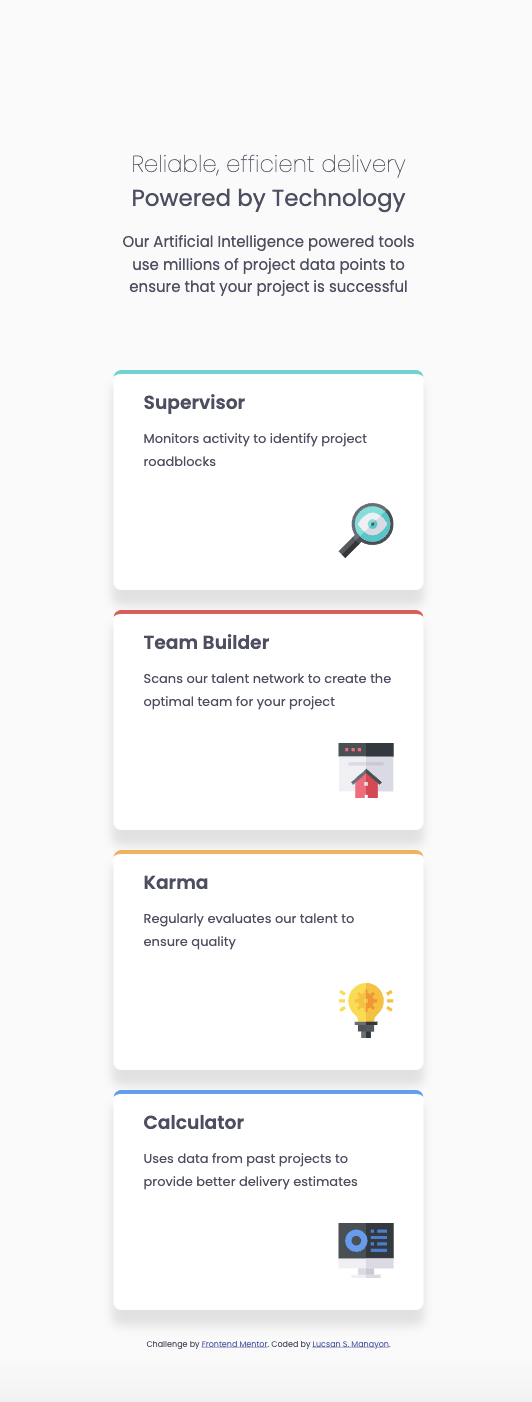 Reliable, efficient delivery
Powered by Technology
Our Artificial Intelligence powered tools
use millions of project data points to
ensure that your project is successful
Supervisor
Monitors activity to identify project
roadblocks
Team Builder
Scans our talent network to create the
optimal team for your project
Karma
Regularly evaluates our talent to
ensure quality
Calculator
Uses data from past projects to
provide better delivery estimates
Challenge by Frontend Mentor. Coded by Lucsan S. Manayon.